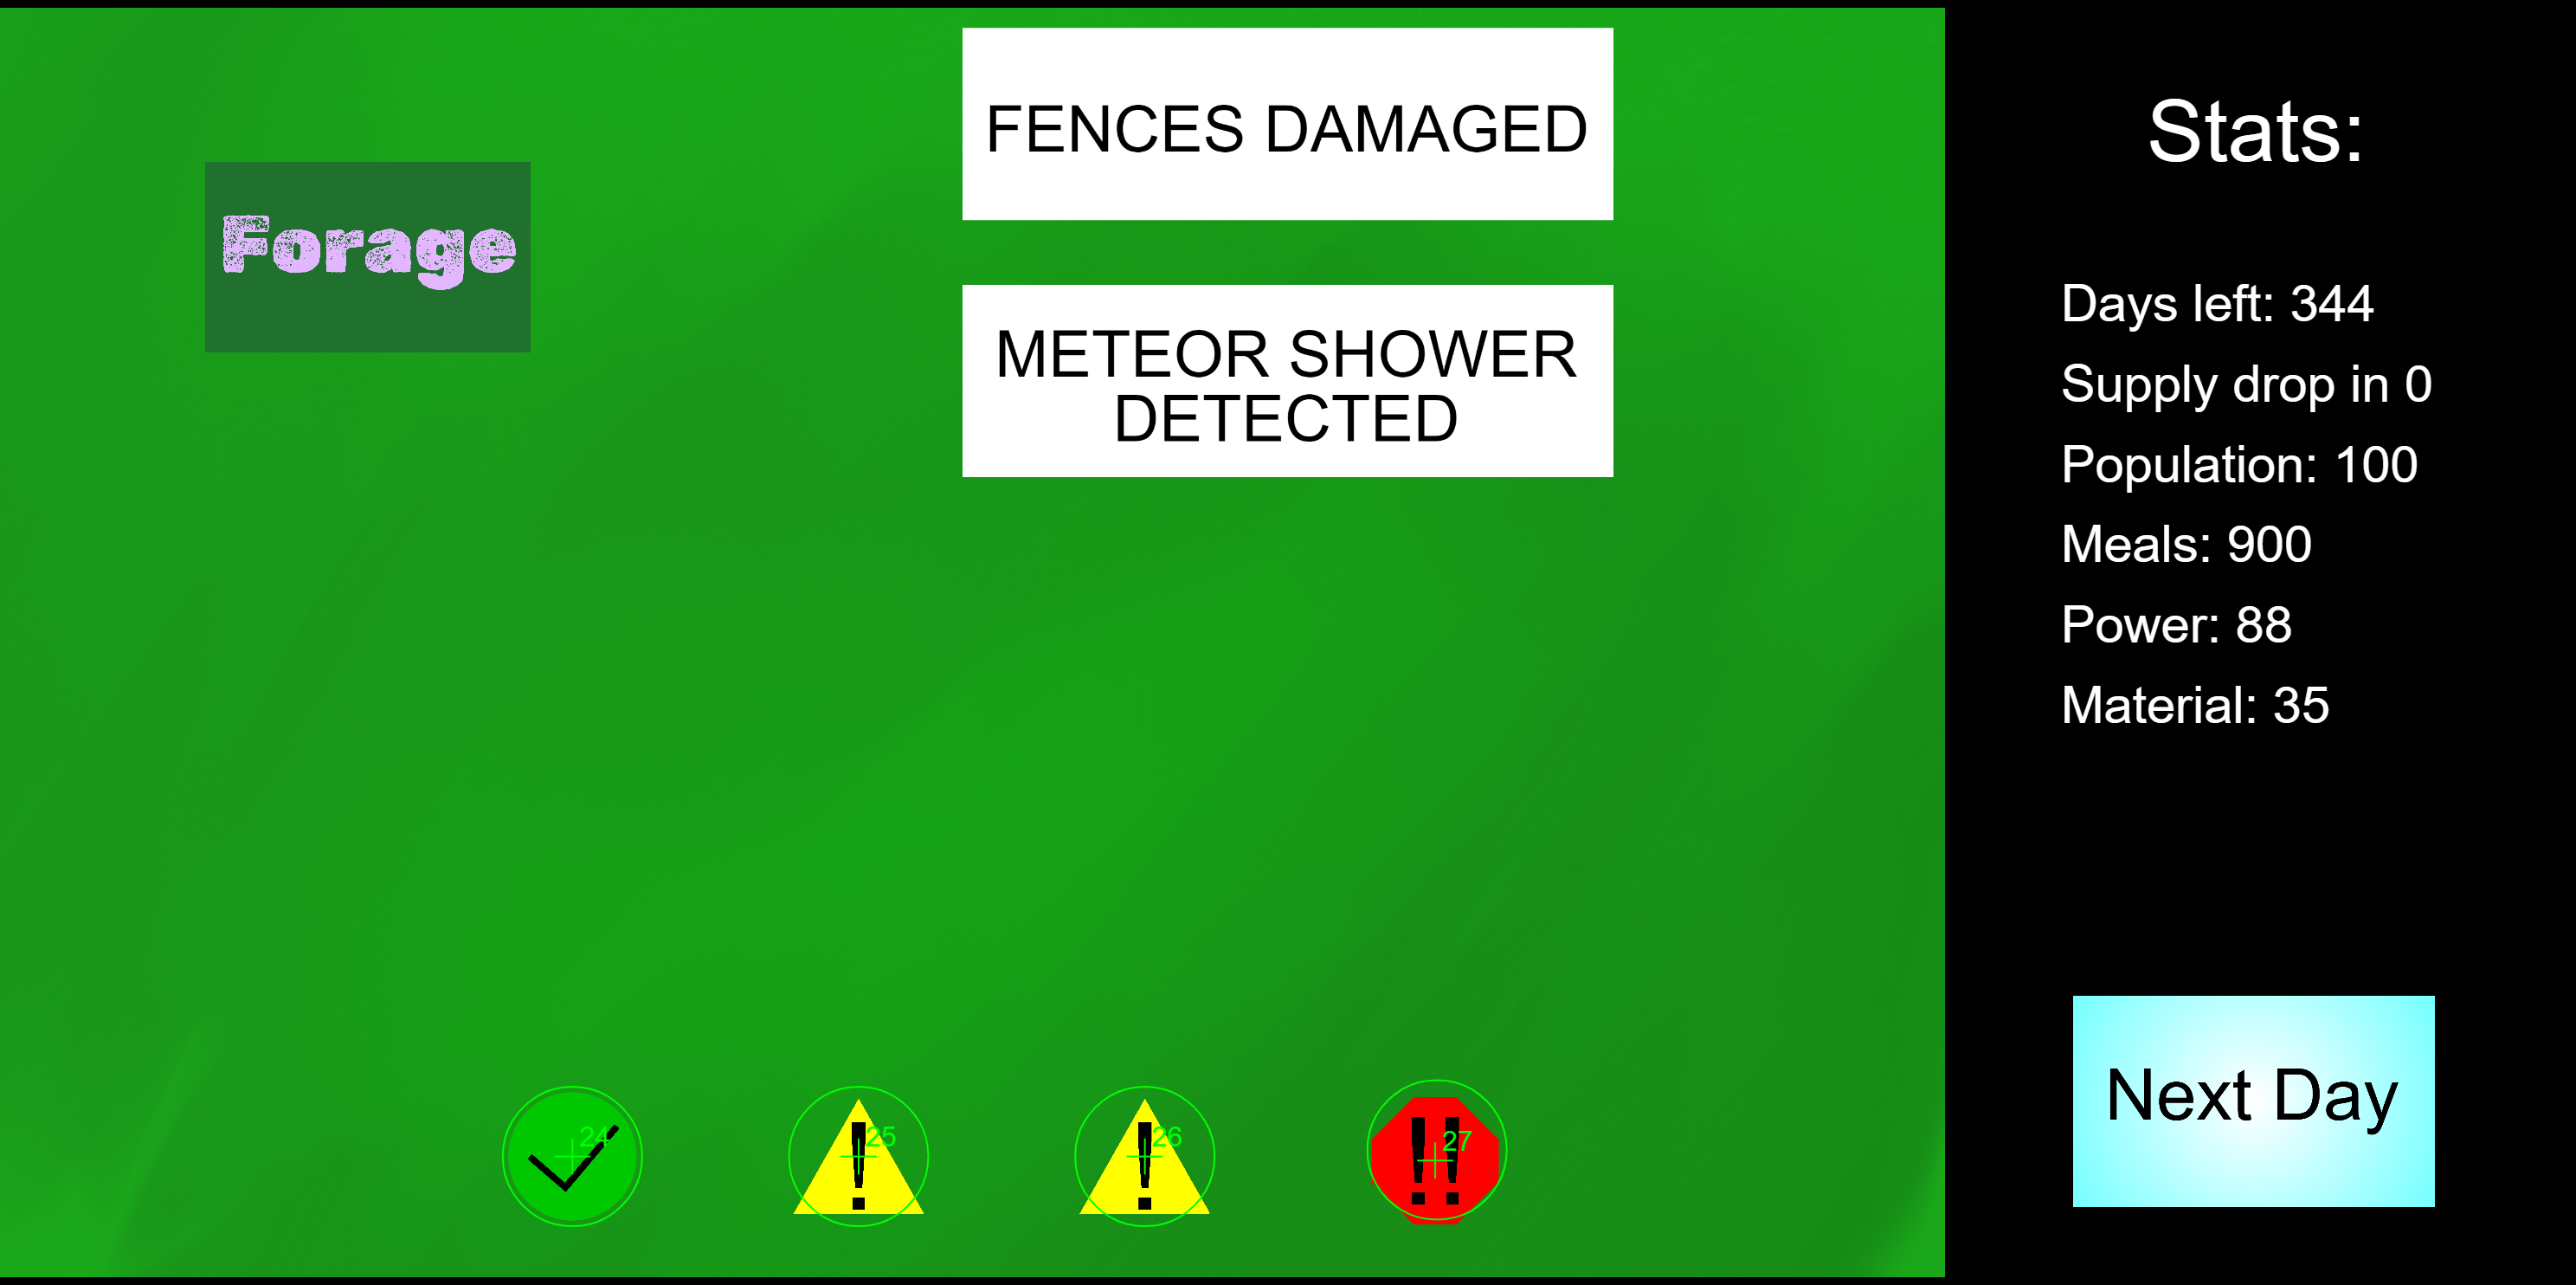 FENCES DAMAGED
Forage
METEOR SHOWER
DETECTED
Stats:
Days left: 344
Supply drop in 0
Population: 100
Meals: 900
Power: 88
Material: 35
24
!
25
!
26
!!
27
Next Day